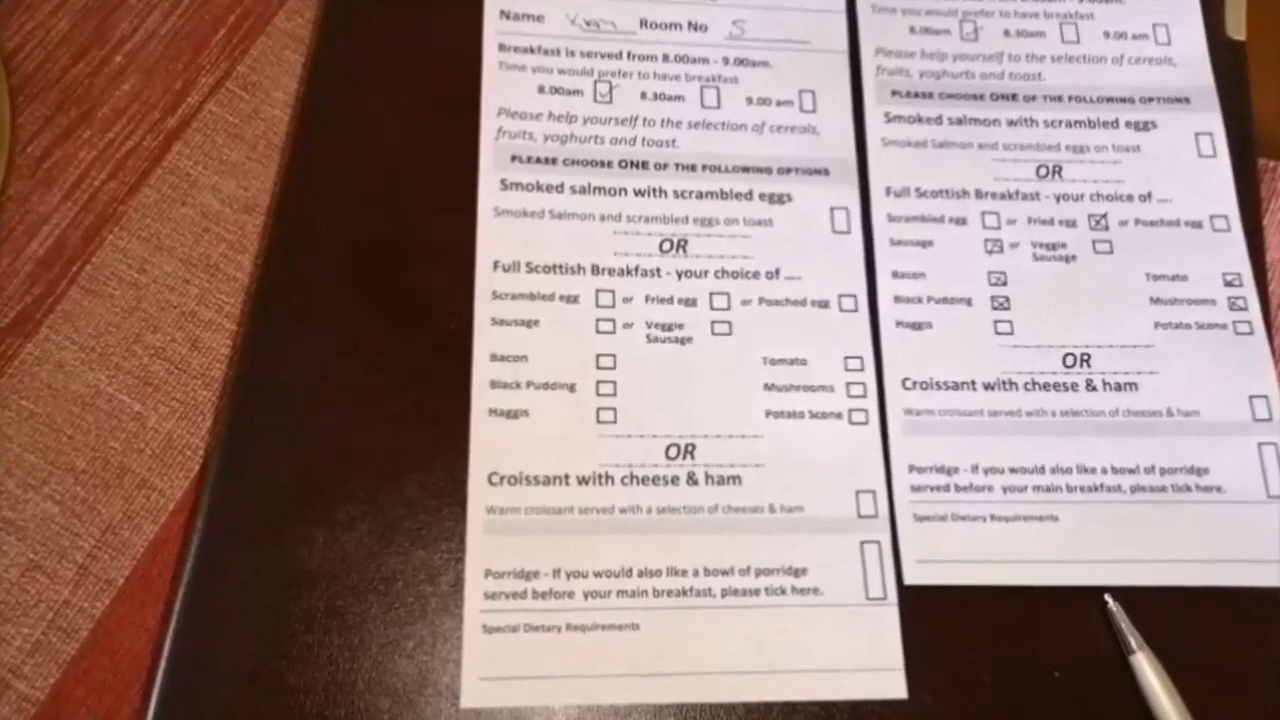 Name Kym Room No 5
Breakfast is served from 8.00am - 9.00am.
Time you would prefer to have breakfast
8.00am 8.30am 9.00 am
Please help yourself to the selection of cereals,
fruits, yoghurts and toast.
PLEASE CHOOSE ONE OF THE FOLLOWING OPTIONS
Smoked salmon with scrambled eggs
Smoked Salmon and scrambled eggs on toast
OR
Full Scottish Breakfast - your choice of ....
Scrambled egg or Fried egg or Poached egg
Sausage or Veggie
Sausage
Bacon Tomato
Black Pudding Mushrooms
Haggis Potato Scone
OR
Croissant with cheese & ham
Warm croissant served with a selection of cheeses & ham
Porridge - If you would also like a bowl of porridge
served before your main breakfast, please tick here.
Special Dietary Requirements
Time you would prefer to have breakfast
8.00am 8.30am 9.00 am
Please help yourself to the selection of cereals,
fruits, yoghurts and toast.
PLEASE CHOOSE ONE OF THE FOLLOWING OPTIONS
Smoked salmon with scrambled eggs
Smoked Salmon and scrambled eggs on toast
OR
Full Scottish Breakfast - your choice of ....
Scrambled egg or Fried egg or Poached egg
Sausage or Veggie
Sausage
Bacon Tomato
Black Pudding Mushrooms
Haggis Potato Scone
OR
Croissant with cheese & ham
Warm croissant served with a selection of cheeses & ham
Porridge - If you would also like a bowl of porridge
served before your main breakfast, please tick here.
Special Dietary Requirements